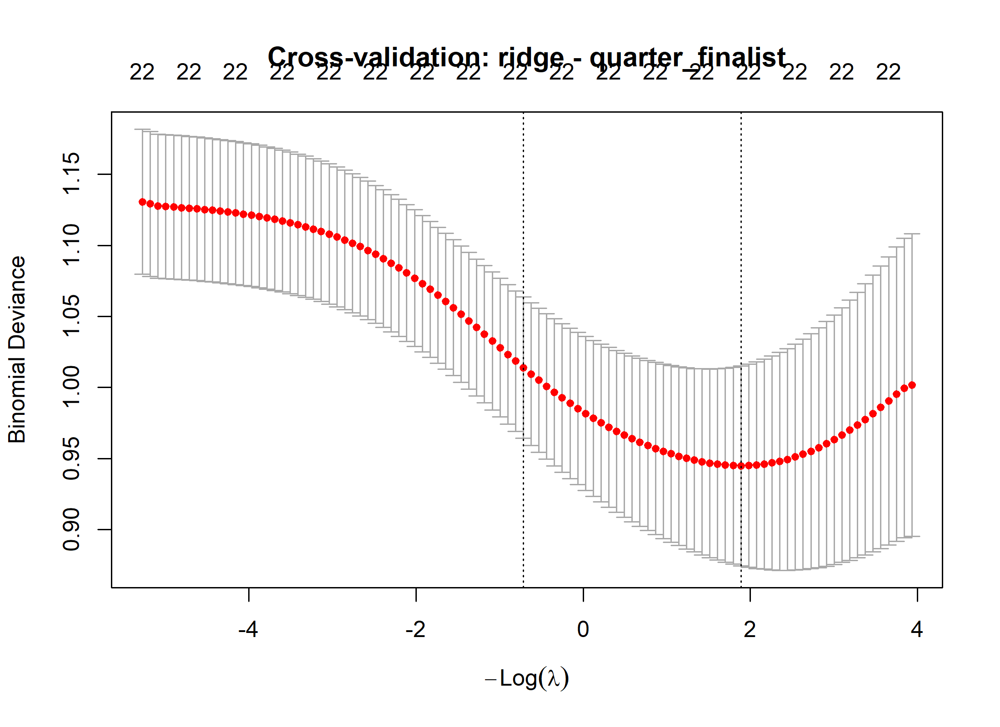 Cross-validation: ridge - quarter_finalist
22 22 22 22 22 22 22 22 22 22 22 22 22 22 22 22 22
1.15
1.10
1.05
1.00
0.95
0.90
Binomial Deviance
-4 -2 0 2 4
−Log(λ)